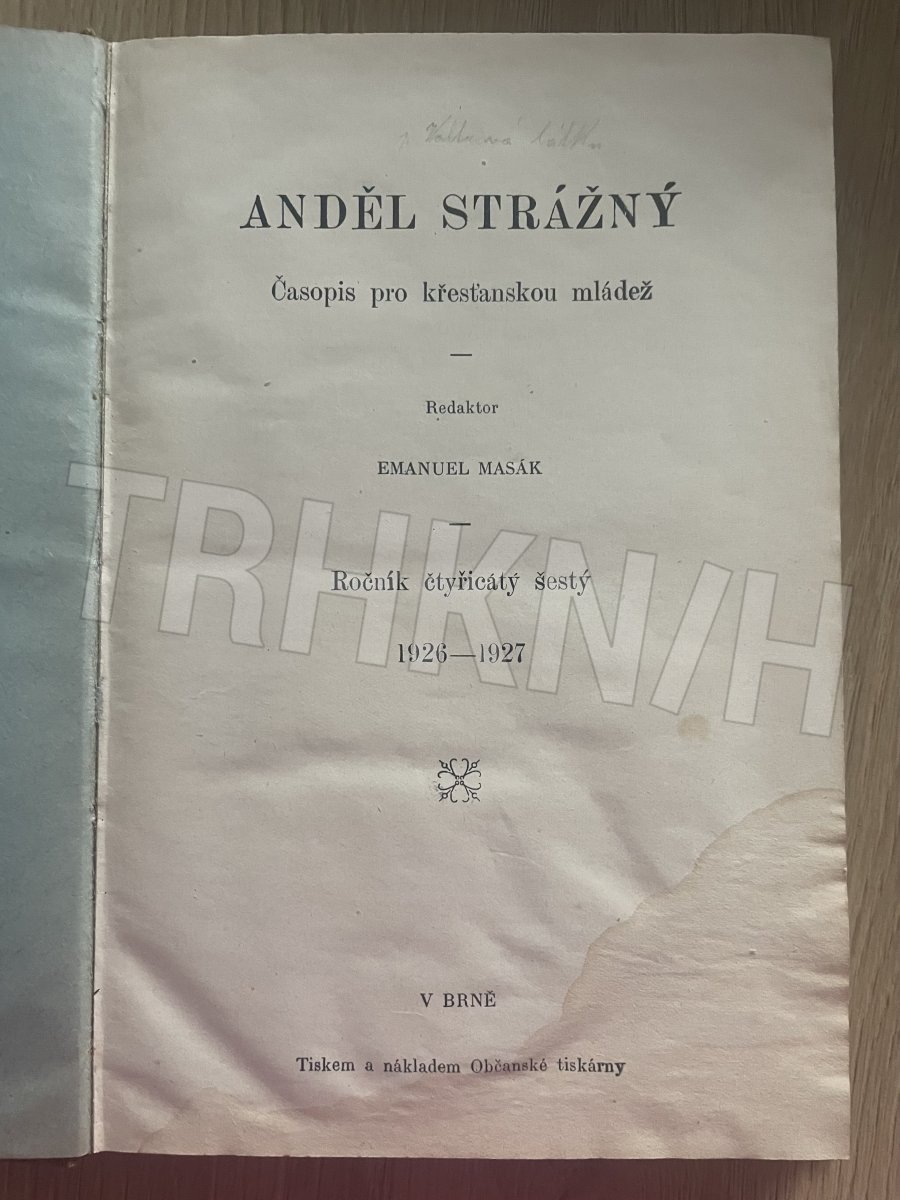 ANDĚL STRÁŽNÝ
Časopis pro křesťanskou mládež
Redaktor
EMANUEL MASÁK
Ročník čtyřicátý šestý
1926—1927
V BRNĚ
Tiskem a nákladem Občanské tiskárny
TRHKN/H